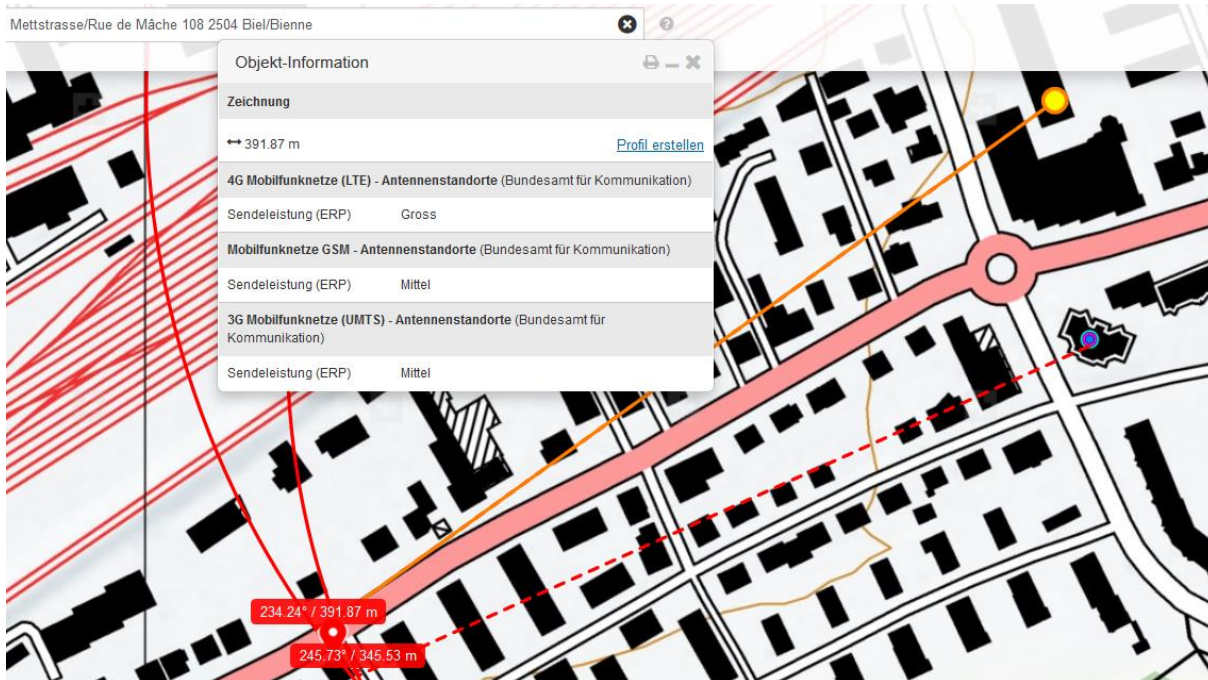 Mettstrasse/Rue de Mâche 108 2504 Biel/Bienne
Objekt-Information
Zeichnung
391.87 m Profil erstellen
4G Mobilfunknetze (LTE) - Antennenstandorte (Bundesamt für Kommunikation)
Sendeleistung (ERP) Gross
Mobilfunknetze GSM - Antennenstandorte (Bundesamt für Kommunikation)
Sendeleistung (ERP) Mittel
3G Mobilfunknetze (UMTS) - Antennenstandorte (Bundesamt für
Kommunikation)
Sendeleistung (ERP) Mittel
234.24° / 391.87 m
245.73° / 345.53 m